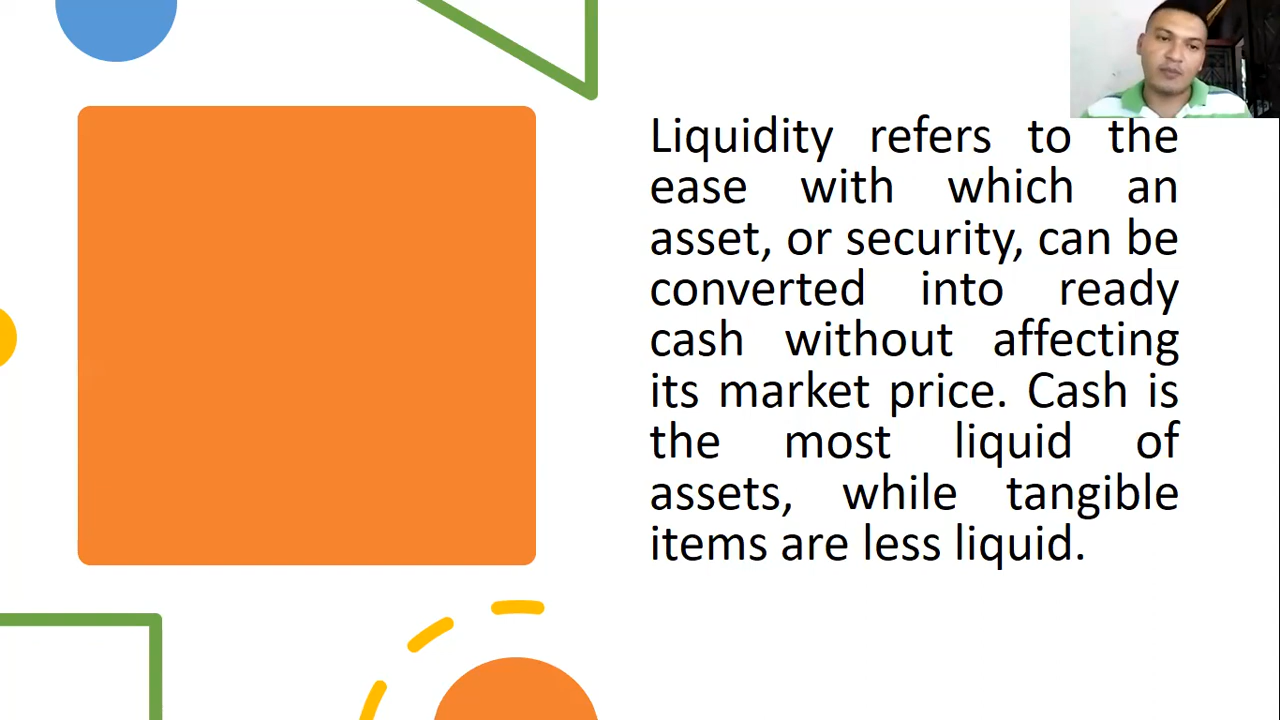 Liquidity refers to the
ease with which an
asset, or security, can be
converted into ready
cash without affecting
its market price. Cash is
the most liquid of
assets, while tangible
items are less liquid.